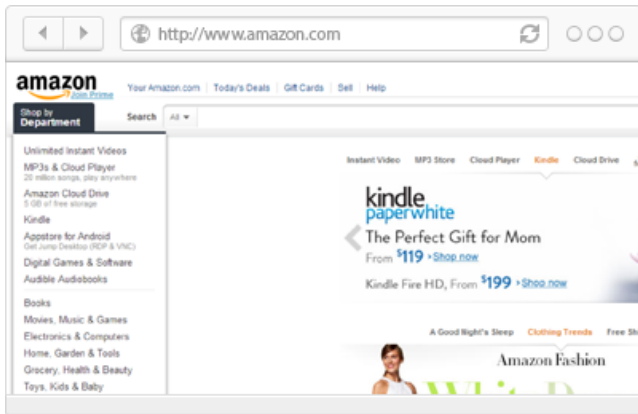 http://www.amazon.com
amazon
Join Prime
Your Amazon.com Today's Deals Gift Cards Sell Help
Shop by
Department
Search All
Unlimited Instant Videos
MP3s & Cloud Player
20 million songs, play anywhere
Amazon Cloud Drive
5 GB of free storage
Kindle
Appstore for Android
Get Jump Desktop (RDP & VNC)
Digital Games & Software
Audible Audiobooks
Books
Movies, Music & Games
Electronics & Computers
Home, Garden & Tools
Grocery, Health & Beauty
Toys, Kids & Baby
Instant Video MP3 Store Cloud Player Kindle Cloud Drive
kindle
paperwhite
The Perfect Gift for Mom
From $119 Shop now
Kindle Fire HD, From $199 Shop now
A Good Night's Sleep Clothing Trends Free Sh
Amazon Fashion